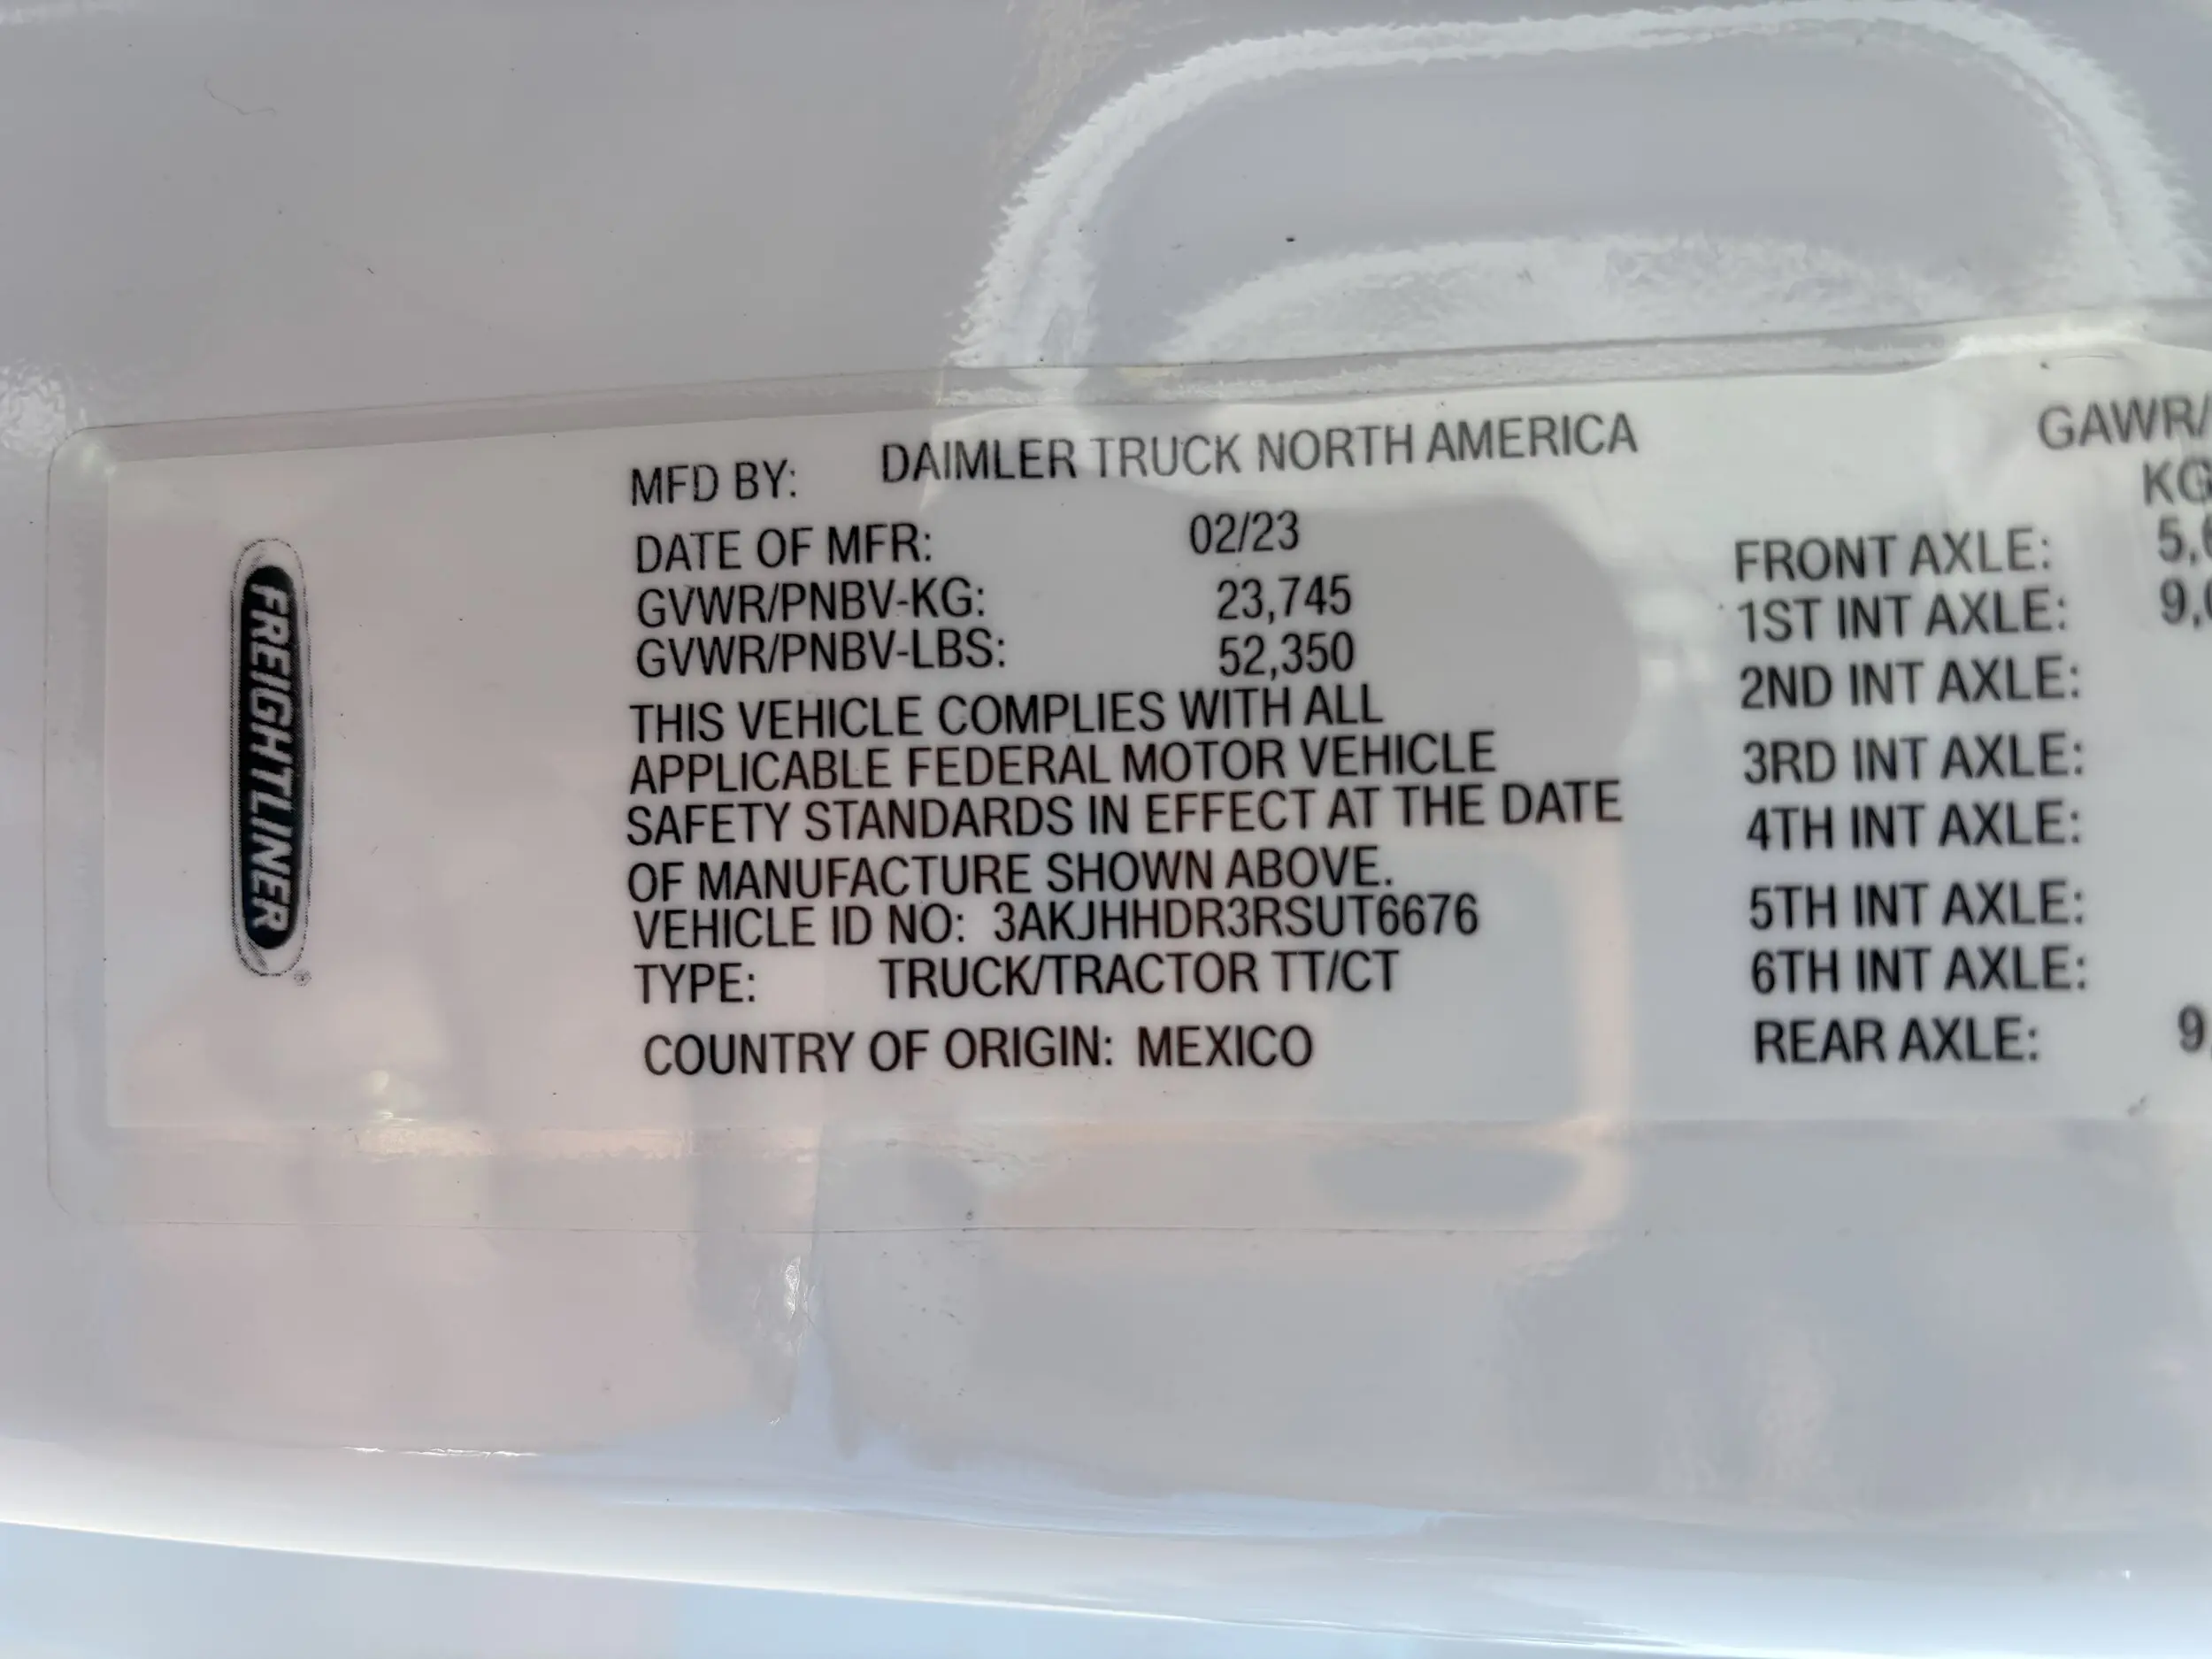 FREIGHTLINER
MFD BY: DAIMLER TRUCK NORTH AMERICA
DATE OF MFR: 02/23
GVWR/PNBV-KG: 23,745
GVWR/PNBV-LBS: 52,350
THIS VEHICLE COMPLIES WITH ALL
APPLICABLE FEDERAL MOTOR VEHICLE
SAFETY STANDARDS IN EFFECT AT THE DATE
OF MANUFACTURE SHOWN ABOVE.
VEHICLE ID NO: 3AKJHHDR3RSUT6676
TYPE: TRUCK/TRACTOR TT/CT
COUNTRY OF ORIGIN: MEXICO
GAWR/
KG
FRONT AXLE:
1ST INT AXLE:
2ND INT AXLE:
3RD INT AXLE:
4TH INT AXLE:
5TH INT AXLE:
6TH INT AXLE:
REAR AXLE: